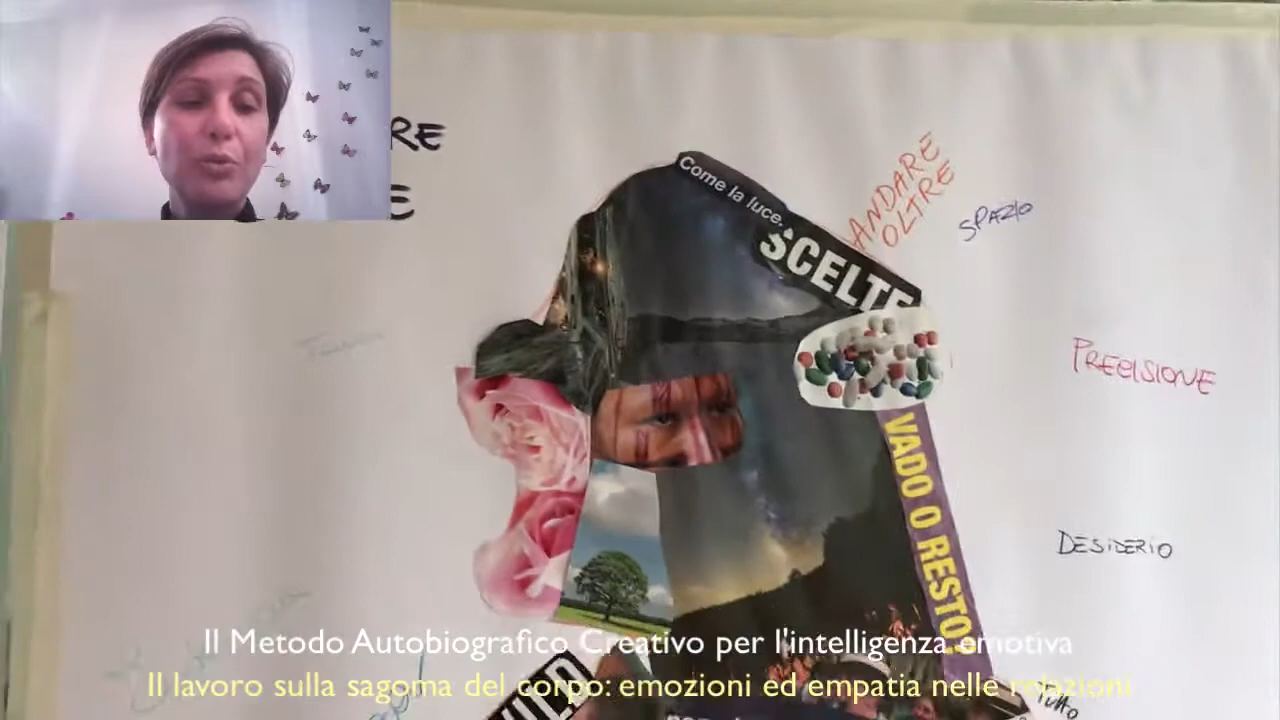 RE
E
Come la luce.
SCELTE
ANDARE
OLTRE
SPAZIO
PRECISIONE
VADO O RESTO?
DESIDERIO
Il Metodo Autobiografico Creativo per l'intelligenza emotiva
Il lavoro sulla sagoma del corpo: emozioni ed empatia nelle relazioni
TUTTO